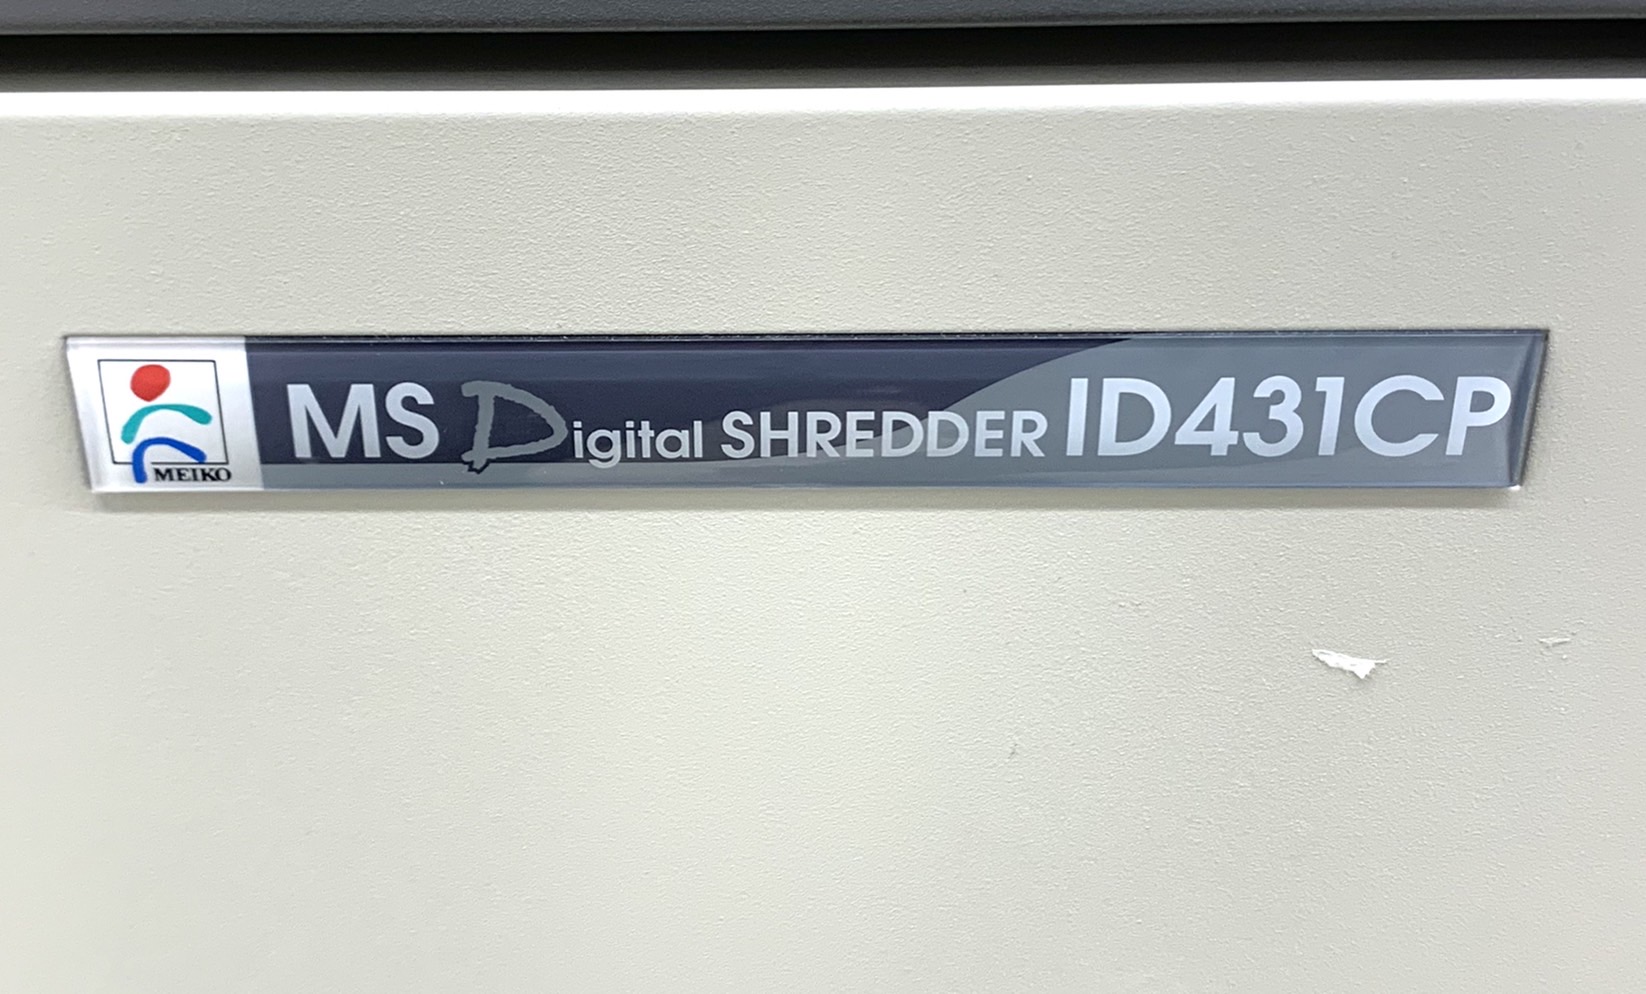 MEIKO
MS Digital SHREDDER ID431CP